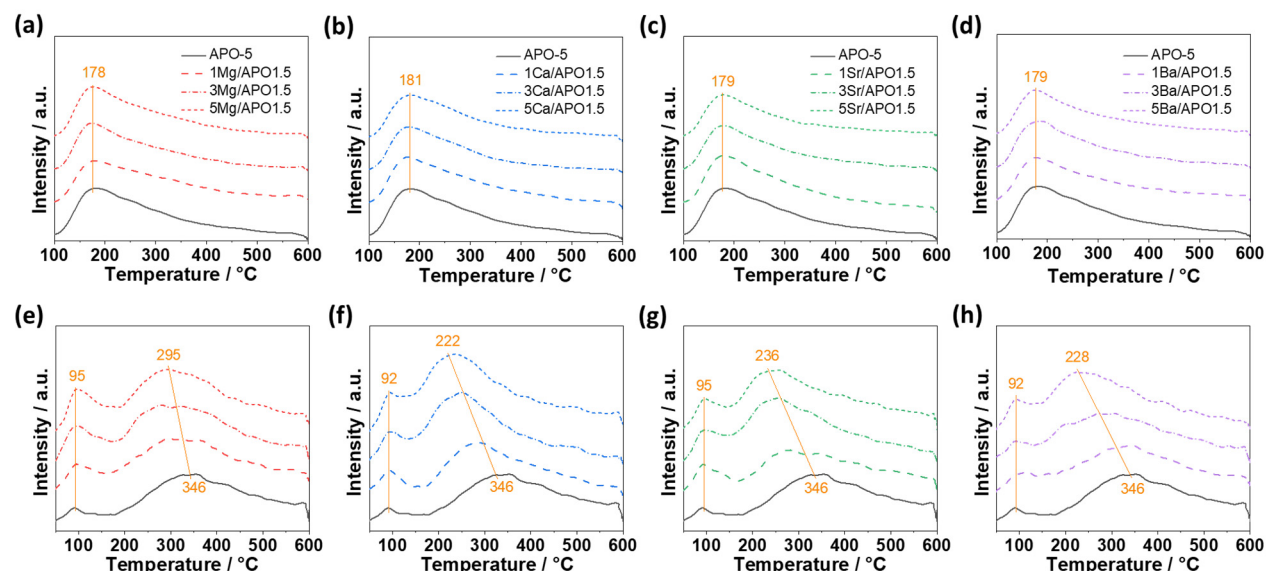 (a)
Intensity / a.u.
178
APO-5
1Mg/APO1.5
3Mg/APO1.5
5Mg/APO1.5
100 200 300 400 500 600
Temperature / °C
(b)
Intensity / a.u.
181
APO-5
1Ca/APO1.5
3Ca/APO1.5
5Ca/APO1.5
100 200 300 400 500 600
Temperature / °C
(c)
Intensity / a.u.
179
APO-5
1Sr/APO1.5
3Sr/APO1.5
5Sr/APO1.5
100 200 300 400 500 600
Temperature / °C
(d)
Intensity / a.u.
179
APO-5
1Ba/APO1.5
3Ba/APO1.5
5Ba/APO1.5
100 200 300 400 500 600
Temperature / °C
(e)
Intensity / a.u.
295
95
346
100 200 300 400 500 600
Temperature / °C
(f)
Intensity / a.u.
222
92
346
100 200 300 400 500 600
Temperature / °C
(g)
Intensity / a.u.
236
95
346
100 200 300 400 500 600
Temperature / °C
(h)
Intensity / a.u.
228
92
346
100 200 300 400 500 600
Temperature / °C